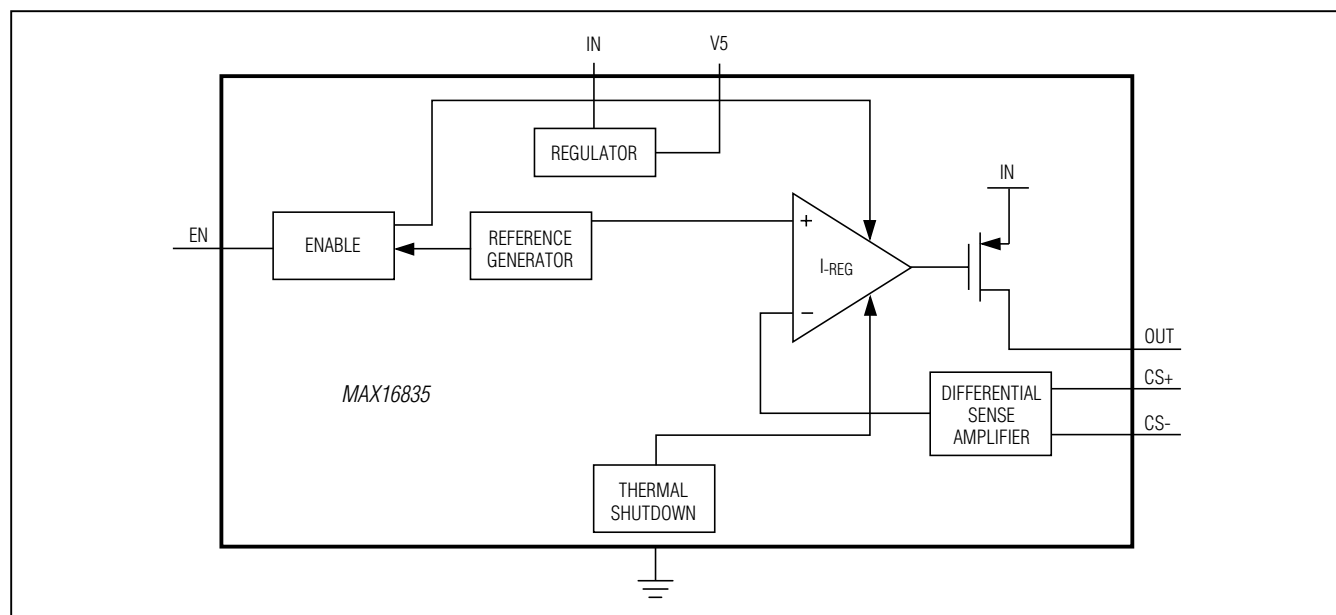 IN
V5
REGULATOR
IN
EN
ENABLE
REFERENCE
GENERATOR
+
I-REG
−
OUT
CS+
CS-
DIFFERENTIAL
SENSE
AMPLIFIER
MAX16835
THERMAL
SHUTDOWN